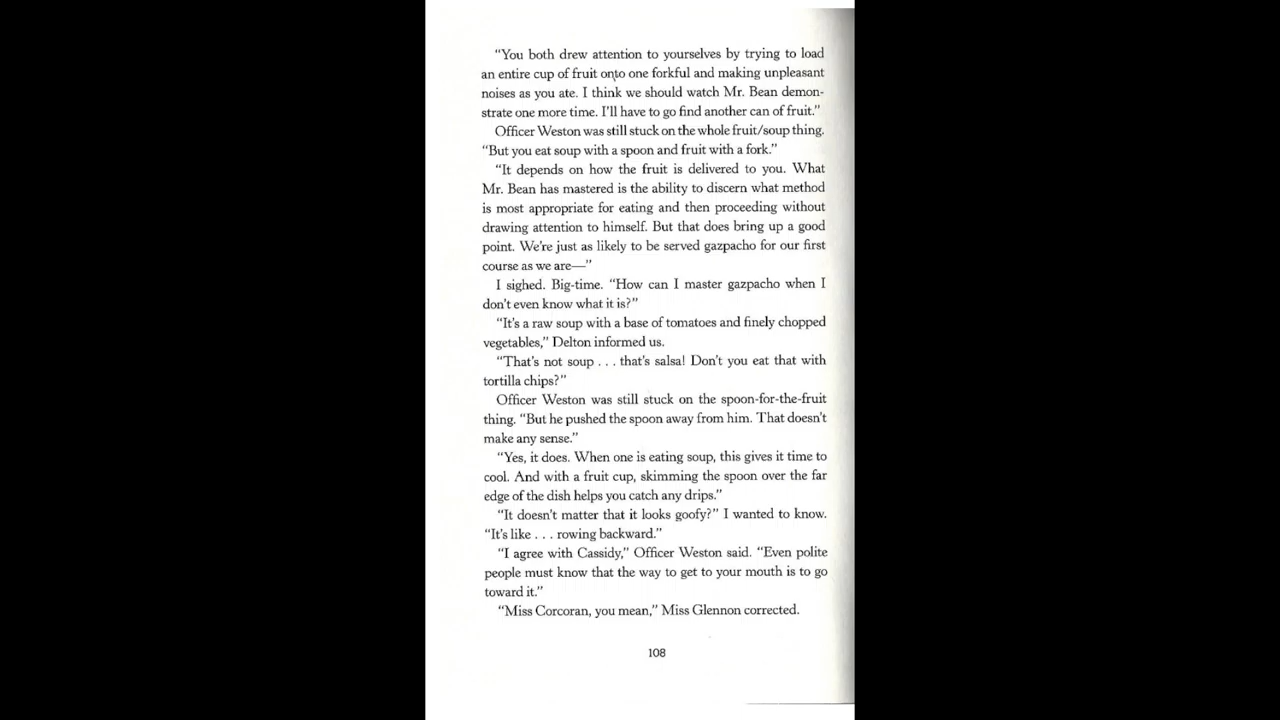 “You both drew attention to yourselves by trying to load
an entire cup of fruit onto one forkful and making unpleasant
noises as you ate. I think we should watch Mr. Bean demon-
strate one more time. I’ll have to go find another can of fruit.”
Officer Weston was still stuck on the whole fruit/soup thing.
“But you eat soup with a spoon and fruit with a fork.”
“It depends on how the fruit is delivered to you. What
Mr. Bean has mastered is the ability to discern what method
is most appropriate for eating and then proceeding without
drawing attention to himself. But that does bring up a good
point. We’re just as likely to be served gazpacho for our first
course as we are—”
I sighed. Big-time. “How can I master gazpacho when I
don’t even know what it is?”
“It’s a raw soup with a base of tomatoes and finely chopped
vegetables,” Delton informed us.
“That’s not soup . . . that’s salsa! Don’t you eat that with
tortilla chips?”
Officer Weston was still stuck on the spoon-for-the-fruit
thing. “But he pushed the spoon away from him. That doesn’t
make any sense.”
“Yes, it does. When one is eating soup, this gives it time to
cool. And with a fruit cup, skimming the spoon over the far
edge of the dish helps you catch any drips.”
“It doesn’t matter that it looks goofy?” I wanted to know.
“It’s like . . . rowing backward.”
“I agree with Cassidy,” Officer Weston said. “Even polite
people must know that the way to get to your mouth is to go
toward it.”
“Miss Corcoran, you mean,” Miss Glennon corrected.
108